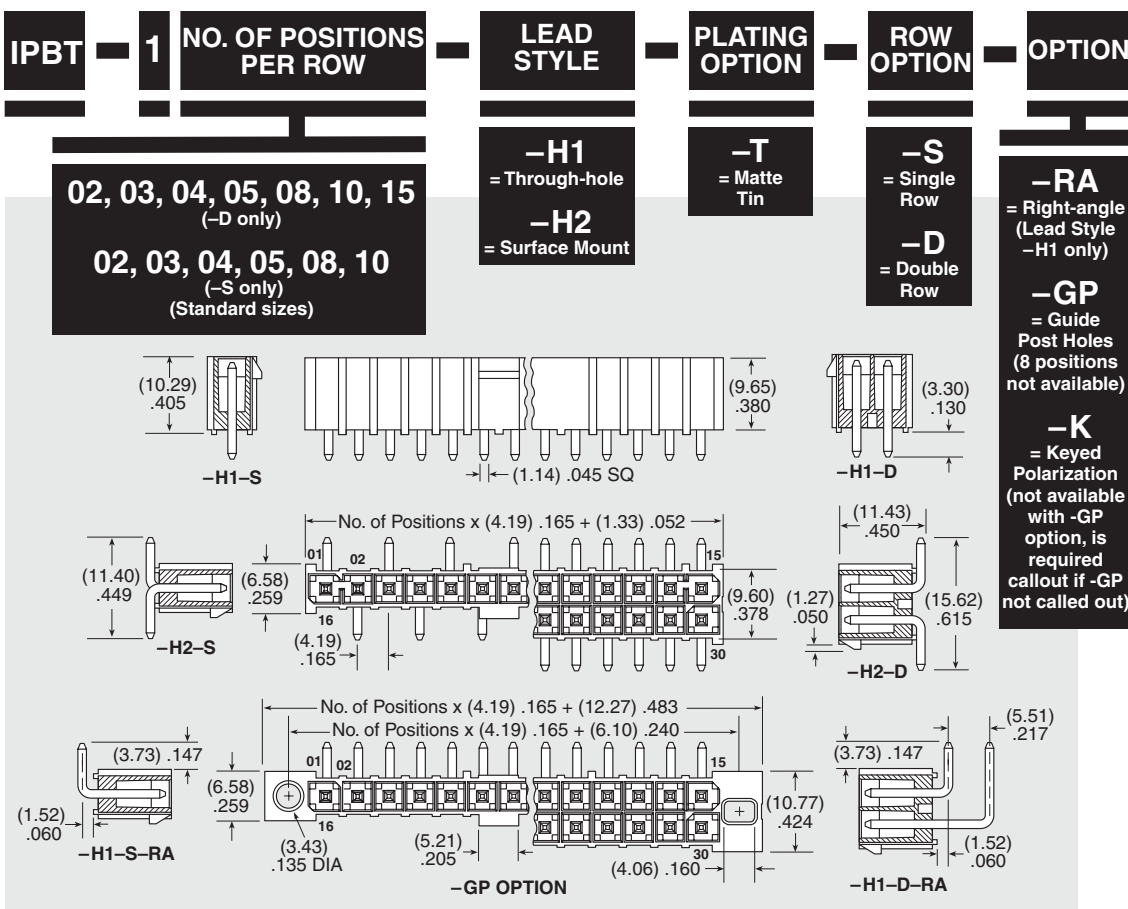 IPBT
1
NO. OF POSITIONS
PER ROW
LEAD
STYLE
PLATING
OPTION
ROW
OPTION
OPTION
02, 03, 04, 05, 08, 10, 15
(–D only)
02, 03, 04, 05, 08, 10
(–S only)
(Standard sizes)
–H1
= Through-hole
–H2
= Surface Mount
–T
= Matte
Tin
–S
= Single
Row
–D
= Double
Row
–RA
= Right-angle
(Lead Style
–H1 only)
–GP
= Guide
Post Holes
(8 positions
not available)
–K
= Keyed
Polarization
(not available
with -GP
option, is
required
callout if -GP
not called out)
(10.29)
.405
–H1–S
(1.14) .045 SQ
(9.65)
.380
(3.30)
.130
–H1–D
(11.40)
.449
–H2–S
(6.58)
.259
No. of Positions x (4.19) .165 + (1.33) .052
01
02
15
16
30
(4.19)
.165
(9.60)
.378
(11.43)
.450
(1.27)
.050
(15.62)
.615
–H2–D
(3.73) .147
(1.52)
.060
–H1–S–RA
No. of Positions x (4.19) .165 + (12.27) .483
No. of Positions x (4.19) .165 + (6.10) .240
01
02
15
(6.58)
.259
16
(3.43)
.135 DIA
(5.21)
.205
30
(4.06) .160
(10.77)
.424
–GP OPTION
(3.73) .147
(5.51)
.217
(1.52)
.060
–H1–D–RA